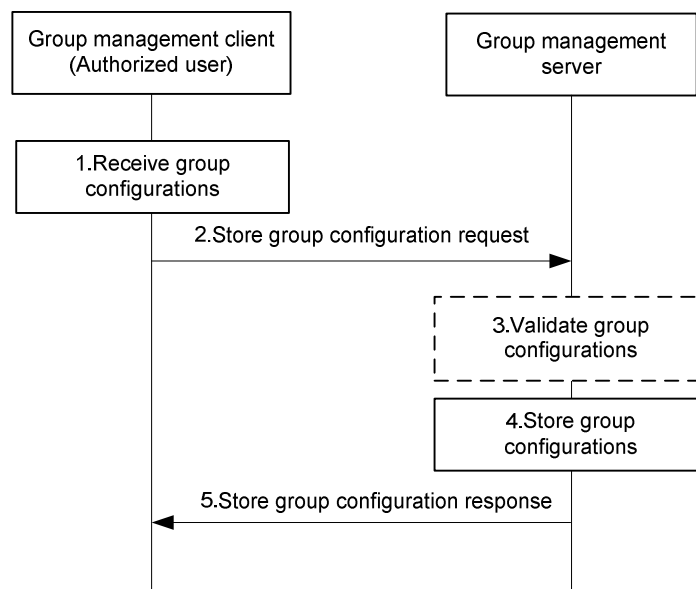 Group management client
(Authorized user)
Group management
server
1.Receive group
configurations
2.Store group configuration request
3.Validate group
configurations
4.Store group
configurations
5.Store group configuration response